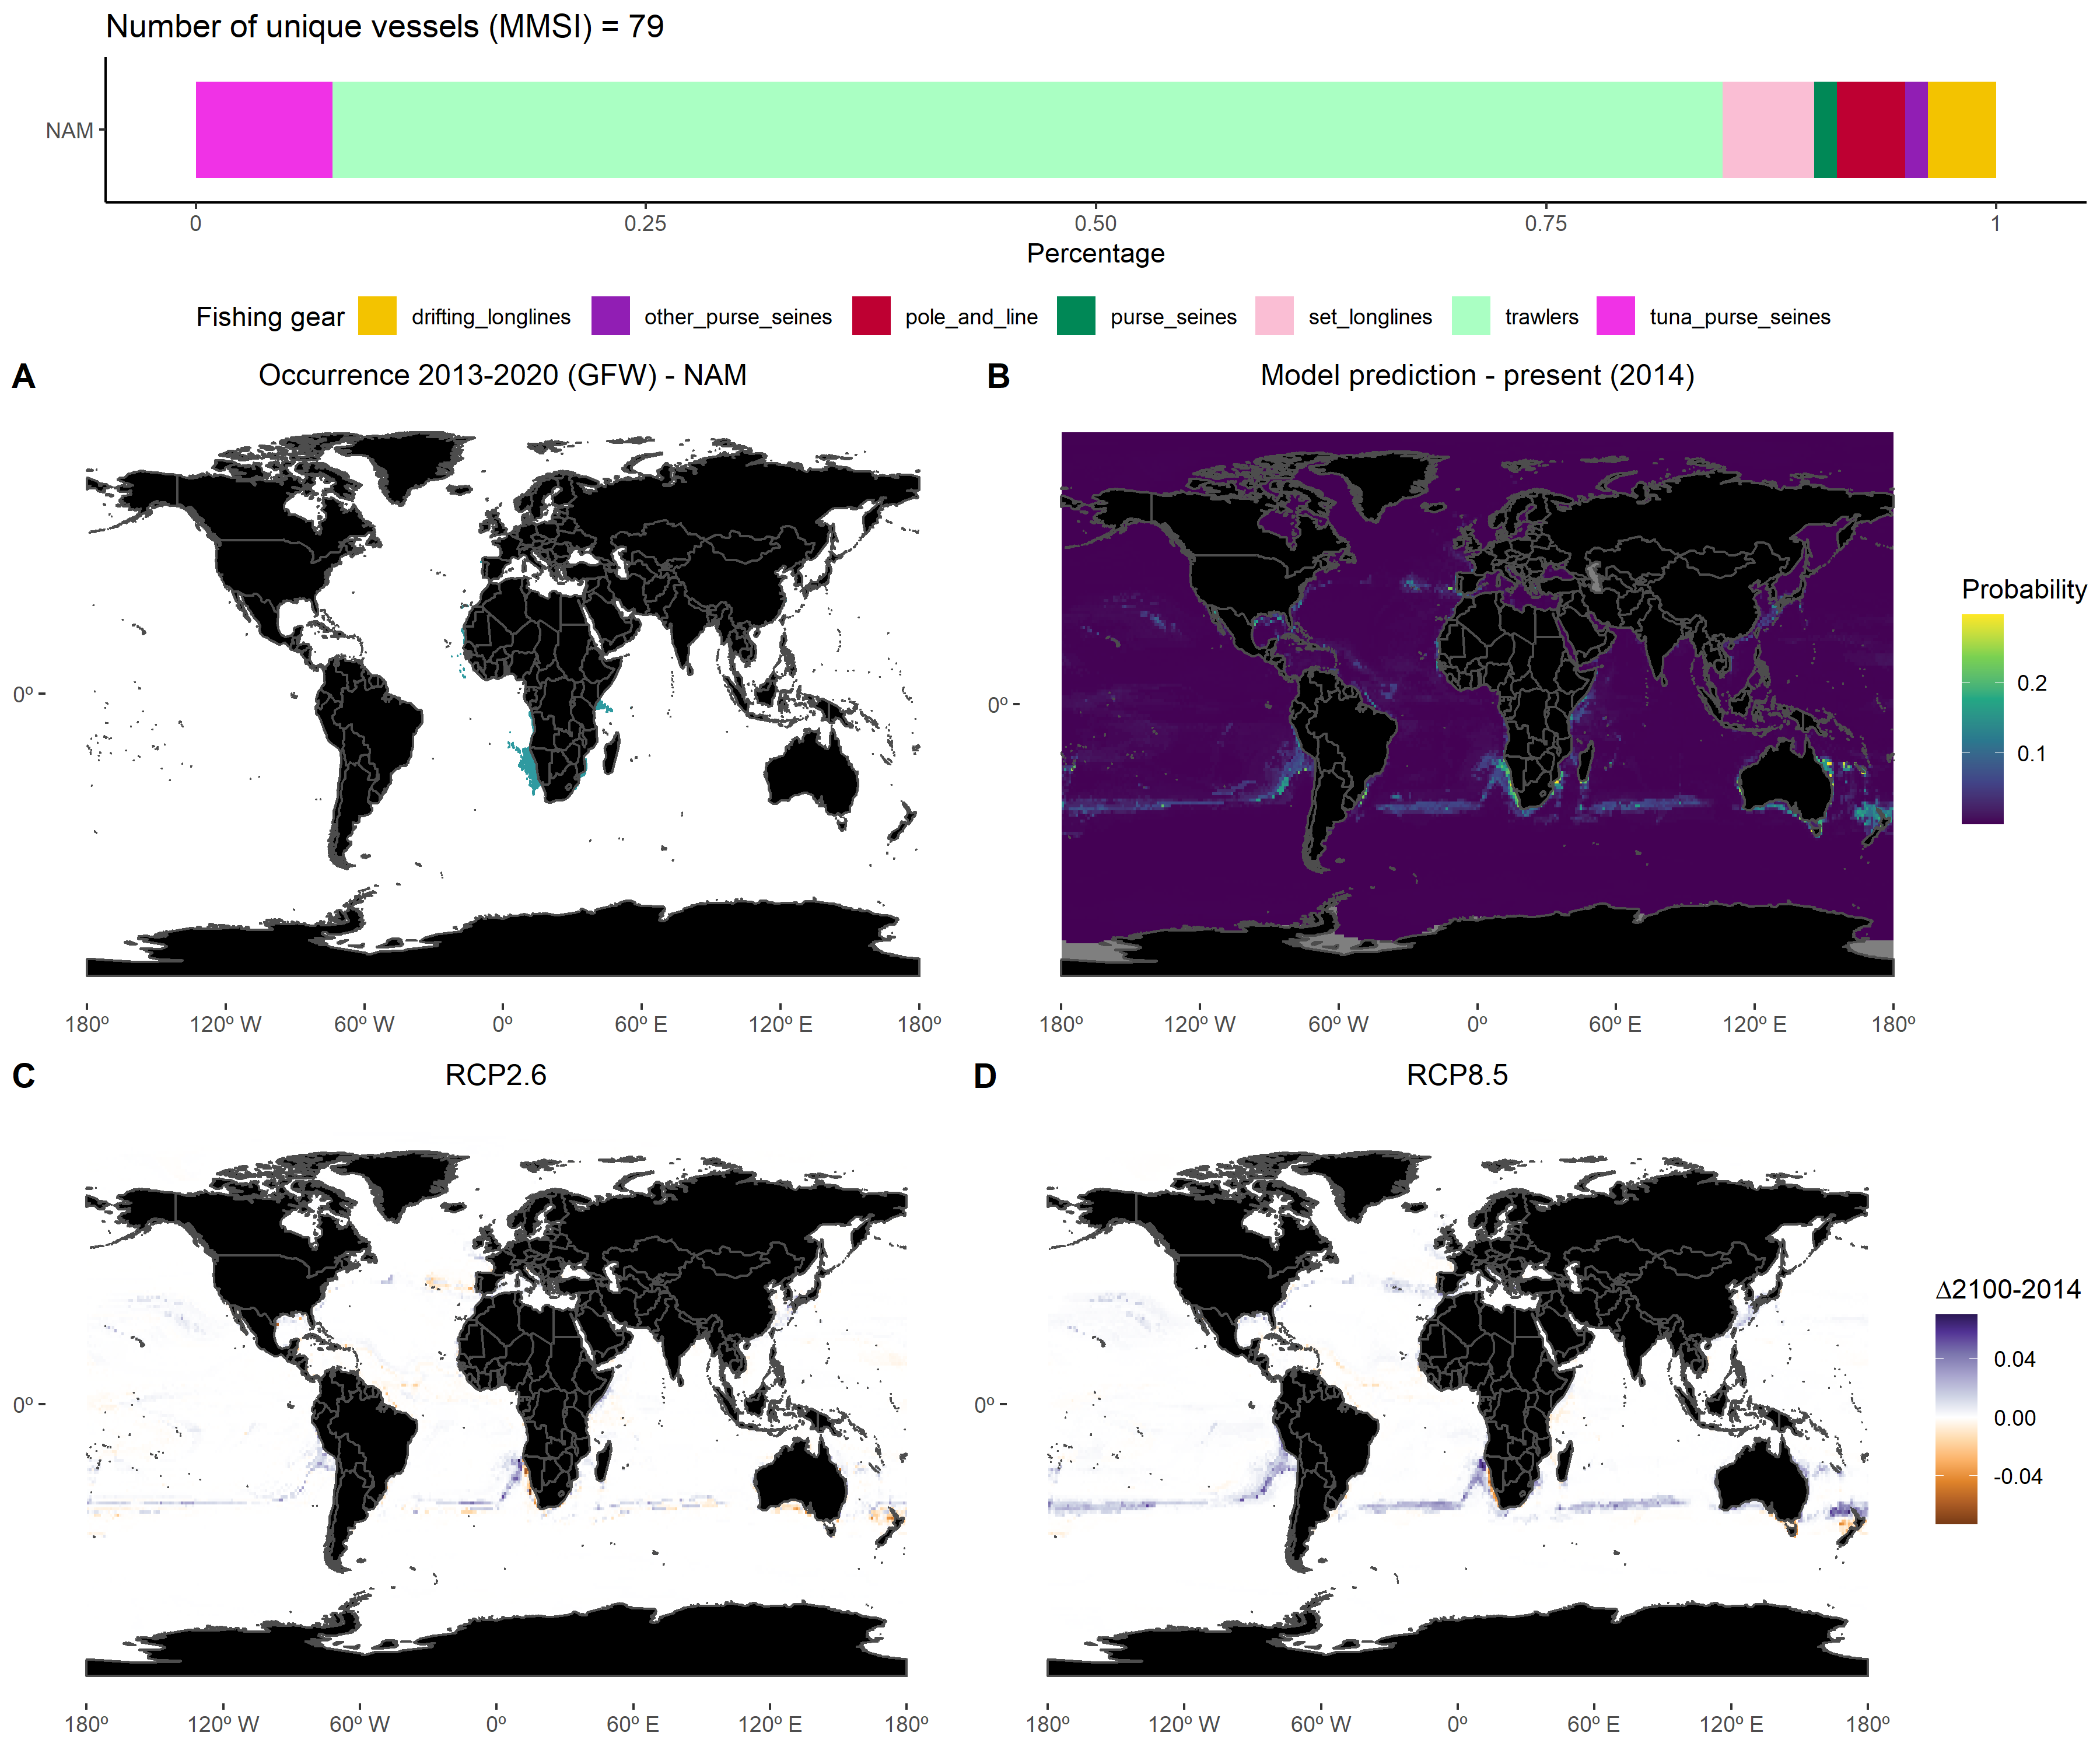 Number of unique vessels (MMSI) = 79
NAM
0 0.25 0.50 0.75 1
Percentage
Fishing gear drifting_longlines other_purse_seines pole_and_line purse_seines set_longlines trawlers tuna_purse_seines
A Occurrence 2013-2020 (GFW) - NAM
0º
180º 120º W 60º W 0º 60º E 120º E 180º
B Model prediction - present (2014)
0º
180º 120º W 60º W 0º 60º E 120º E 180º
Probability
0.2
0.1
C RCP2.6
0º
180º 120º W 60º W 0º 60º E 120º E 180º
D RCP8.5
0º
180º 120º W 60º W 0º 60º E 120º E 180º
Δ2100-2014
0.04
0.00
-0.04